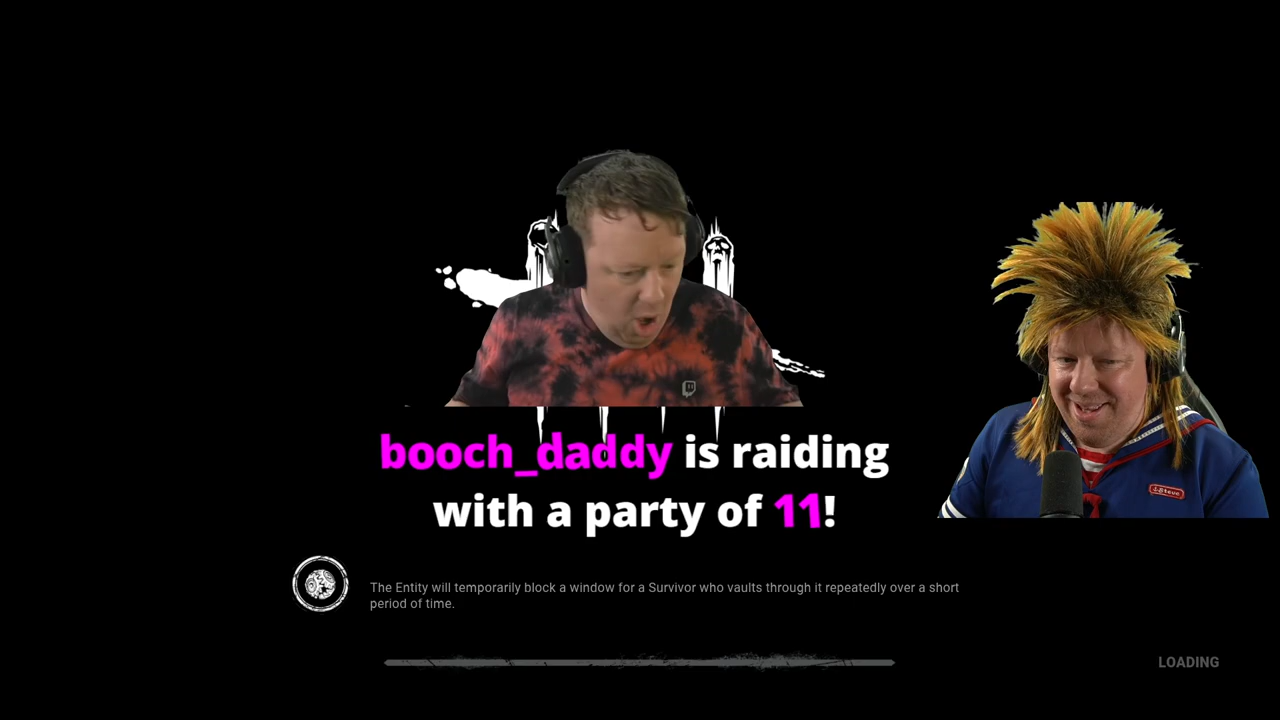 booch_daddy is raiding
with a party of 11!
The Entity will temporarily block a window for a Survivor who vaults through it repeatedly over a short
period of time.
LOADING